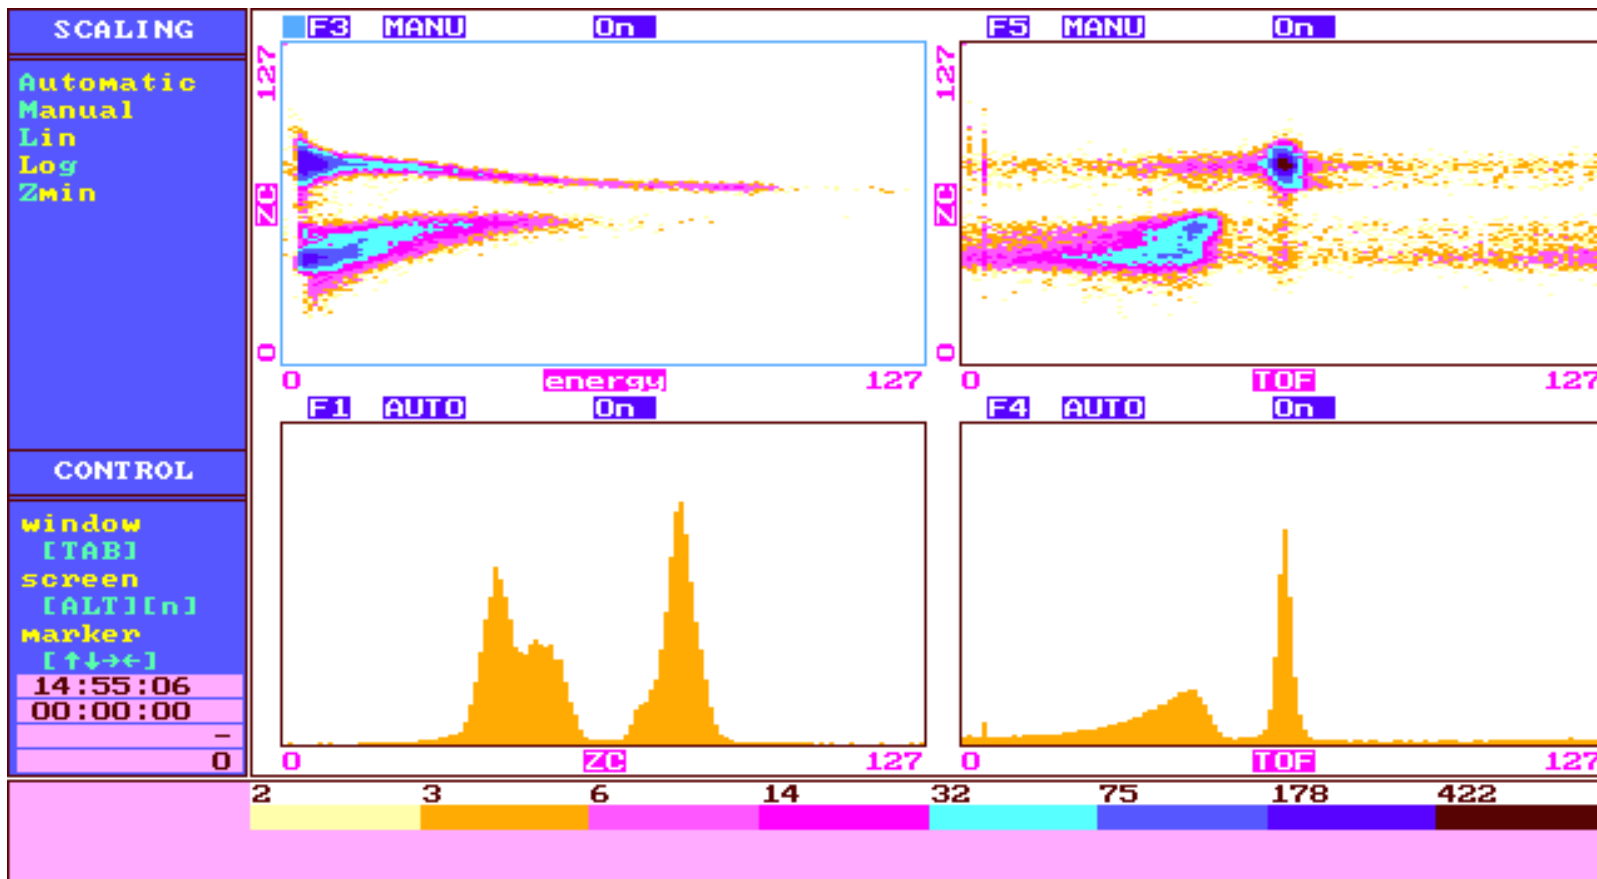 SCALING
Automatic
Manual
Lin
Log
Zmin
CONTROL
window
[TAB]
screen
[ALT][n]
marker
[↑↓→←]
14:55:06
00:00:00
-
0
F3 MANU On
127
ZC
0
0 energy 127
F5 MANU On
127
ZC
0
0 TOF 127
F1 AUTO On
0 ZC 127
F4 AUTO On
0 TOF 127
2 3 6 14 32 75 178 422